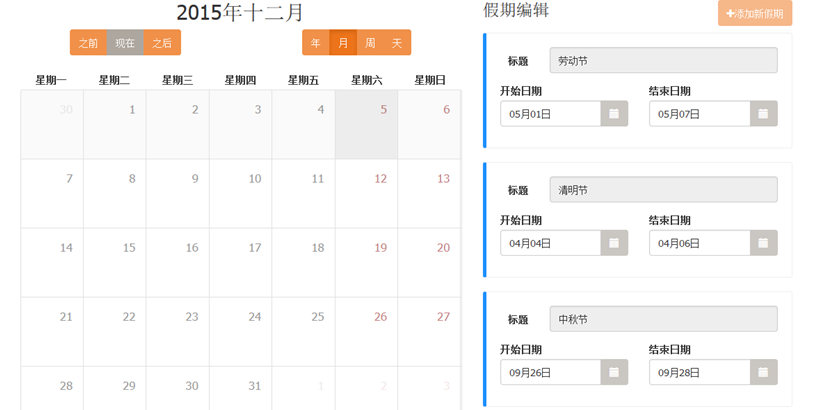 2015年十二月
之前 现在 之后
年 月 周 天
星期一 星期二 星期三 星期四 星期五 星期六 星期日
30 1 2 3 4 5 6
7 8 9 10 11 12 13
14 15 16 17 18 19 20
21 22 23 24 25 26 27
28 29 30 31 1 2 3
假期编辑
+添加新假期
标题 劳动节
开始日期 结束日期
05月01日 05月07日
标题 清明节
开始日期 结束日期
04月04日 04月06日
标题 中秋节
开始日期 结束日期
09月26日 09月28日